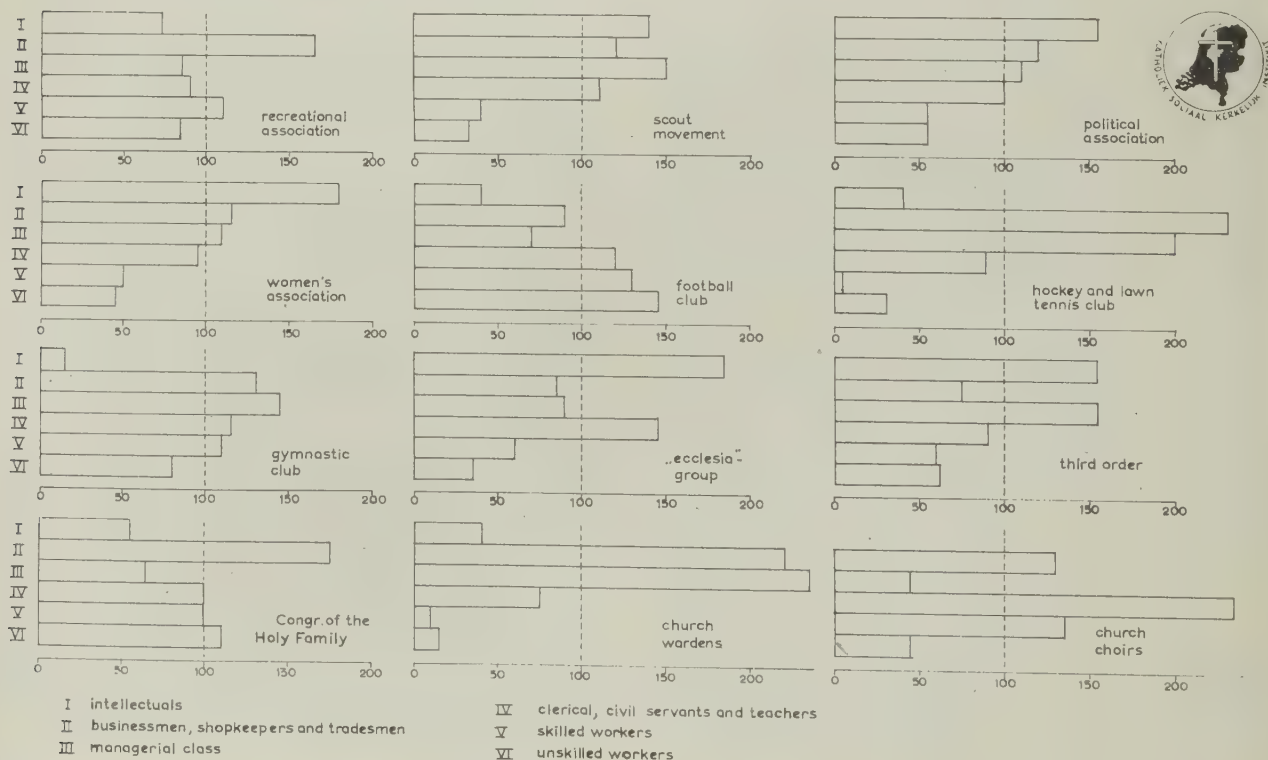 I
II
III
IV
V
VI
recreational
association
0 50 100 150 200
scout
movement
0 50 100 150 200
political
association
0 50 100 150 200
KATHOLIEK SOCIAAL KERKELIJK
I
II
III
IV
V
VI
women's
association
0 50 100 150 200
football
club
0 50 100 150 200
hockey and lawn
tennis club
0 50 100 150 200
I
II
III
IV
V
VI
gymnastic
club
0 50 100 150 200
„ecclesia"-
group
0 50 100 150 200
third order
0 50 100 150 200
I
II
III
IV
V
VI
Congr. of the
Holy Family
0 50 100 130 200
church
wardens
0 50 100 150 200
church
choirs
0 50 100 150 200
I intellectuals
II businessmen, shopkeepers and tradesmen
III managerial class
IV clerical, civil servants and teachers
V skilled workers
VI unskilled workers